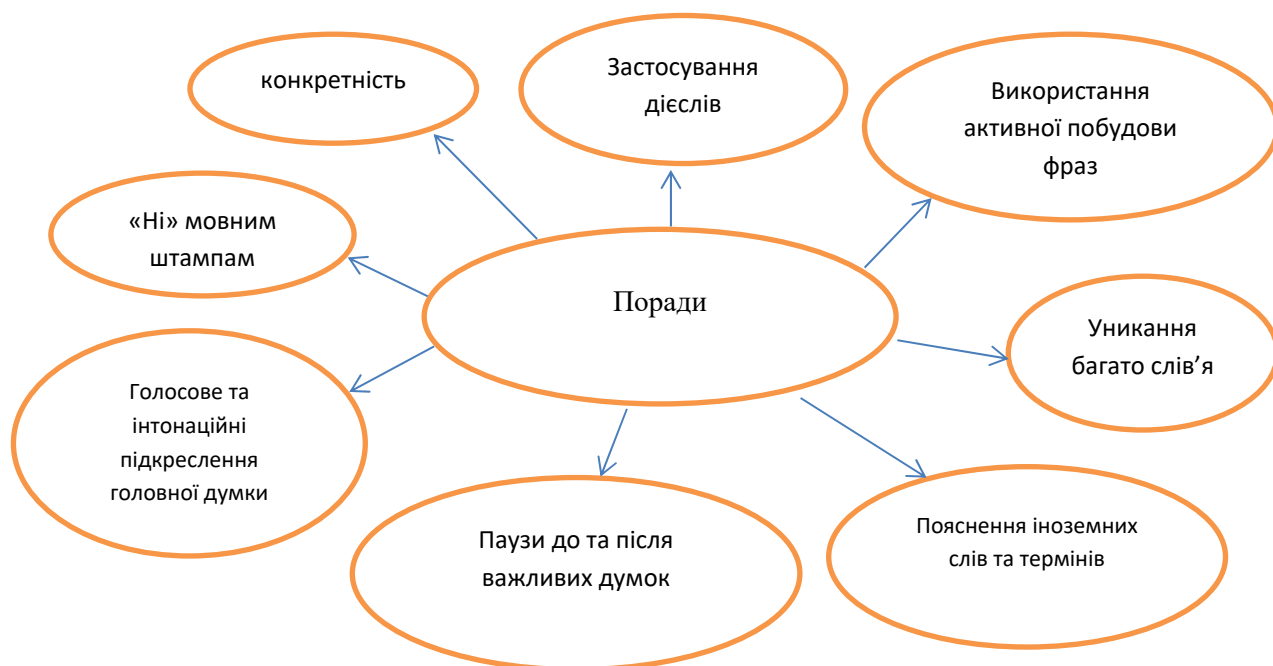 конкретність
Застосування
дієслів
Використання
активної побудови
фраз
«Ні» мовним
штампам
Поради
Уникання
багато слів’я
Голосове та
інтонаційні
підкреслення
головної думки
Паузи до та після
важливих думок
Пояснення іноземних
слів та термінів